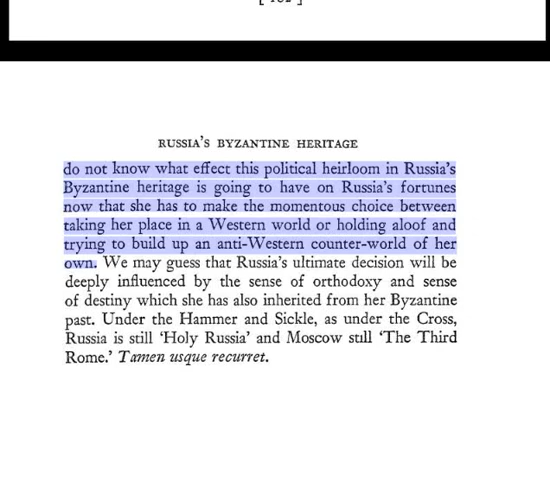 RUSSIA'S BYZANTINE HERITAGE
do not know what effect this political heirloom in Russia's
Byzantine heritage is going to have on Russia's fortunes
now that she has to make the momentous choice between
taking her place in a Western world or holding aloof and
trying to build up an anti-Western counter-world of her
own. We may guess that Russia's ultimate decision will be
deeply influenced by the sense of orthodoxy and sense
of destiny which she has also inherited from her Byzantine
past. Under the Hammer and Sickle, as under the Cross,
Russia is still 'Holy Russia' and Moscow still 'The Third
Rome.' Tamen usque recurret.